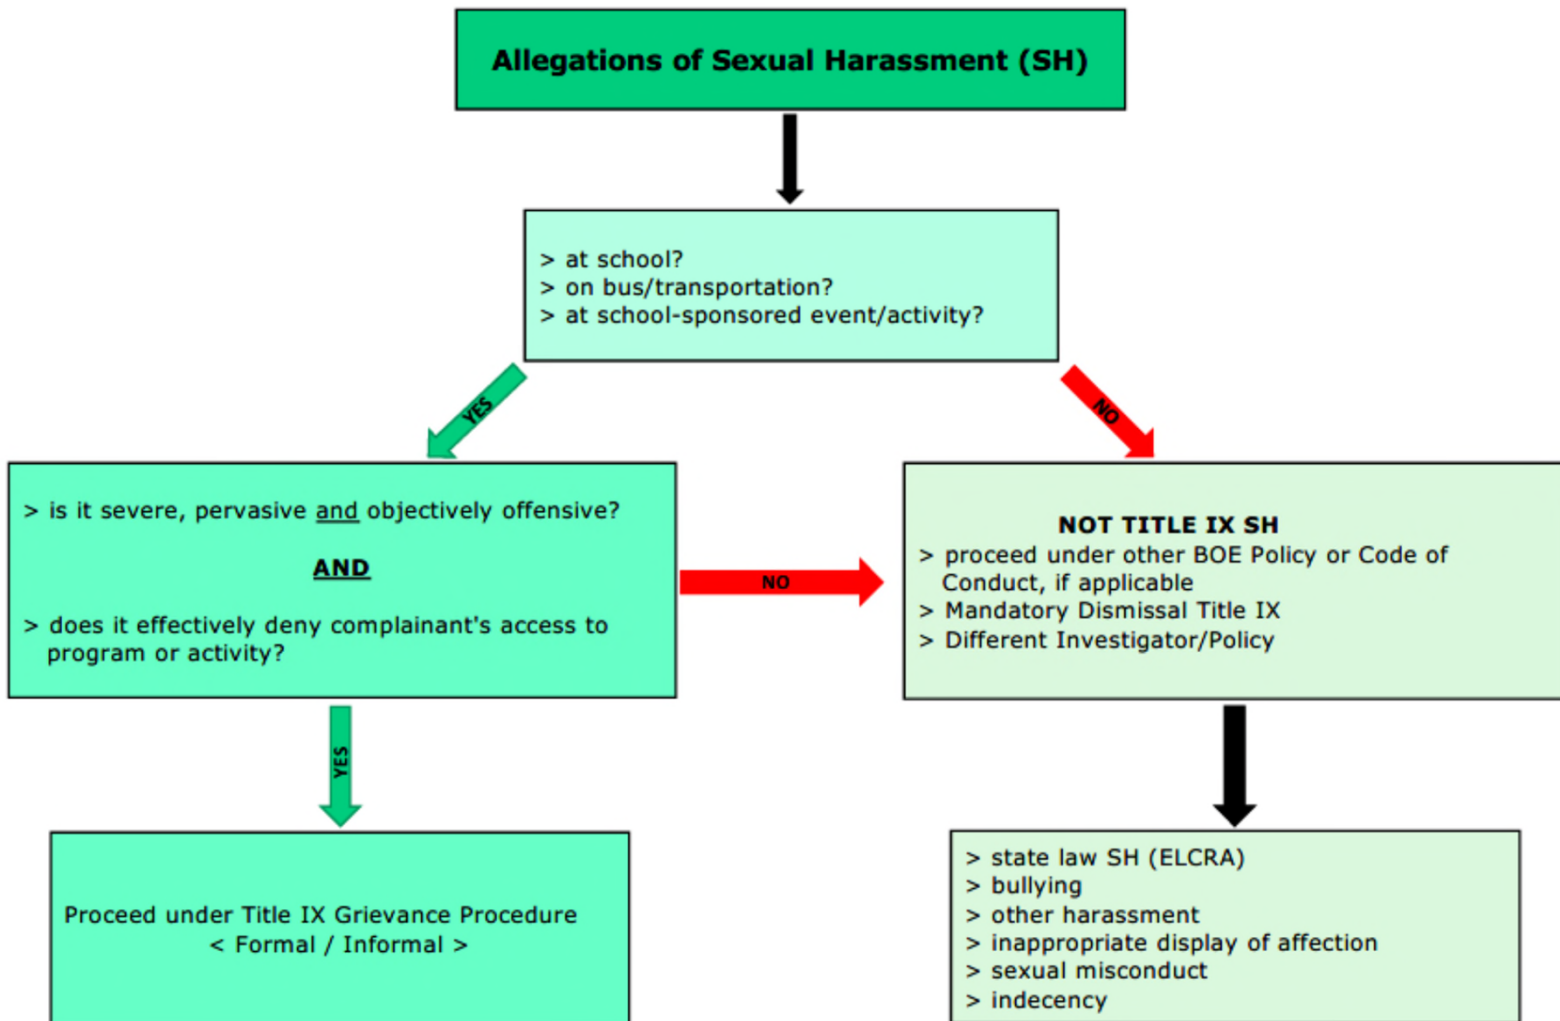 Allegations of Sexual Harassment (SH)
> at school?
> on bus/transportation?
> at school-sponsored event/activity?
YES
NO
> is it severe, pervasive and objectively offensive?
AND
> does it effectively deny complainant's access to
program or activity?
NO
NOT TITLE IX SH
> proceed under other BOE Policy or Code of
Conduct, if applicable
> Mandatory Dismissal Title IX
> Different Investigator/Policy
YES
Proceed under Title IX Grievance Procedure
< Formal / Informal >
> state law SH (ELCRA)
> bullying
> other harassment
> inappropriate display of affection
> sexual misconduct
> indecency